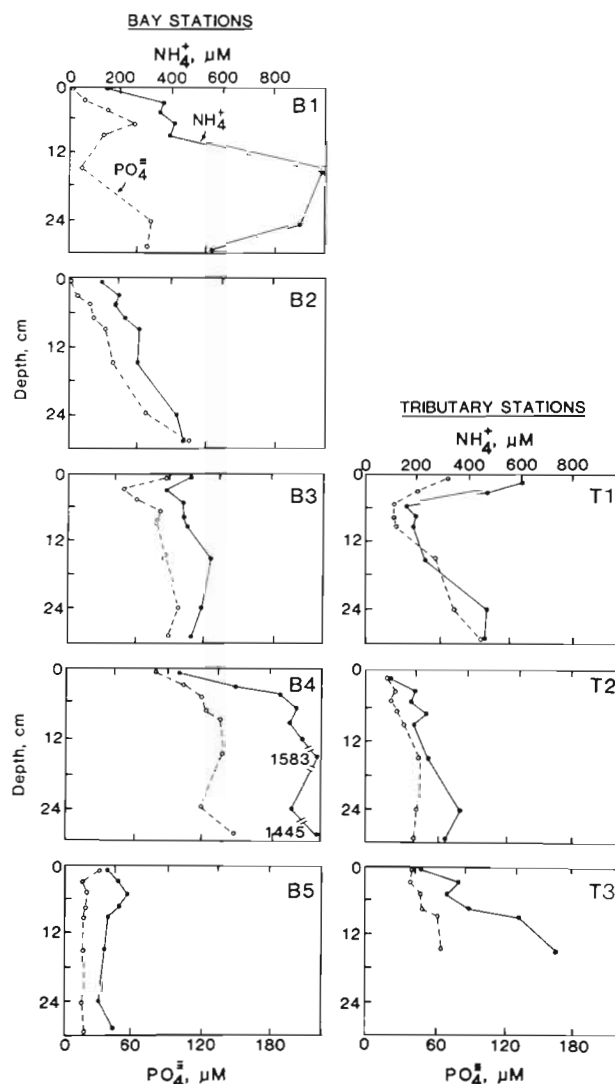 BAY STATIONS
NH₄⁺, µM
0 200 400 600 800
0
12
24
B1
NH₄⁺
PO₄≡
0
12
24
B2
Depth, cm
TRIBUTARY STATIONS
NH₄⁺, µM
0 200 400 600 800
0
12
24
B3
0
12
24
T1
0
12
24
B4
1583
1445
Depth, cm
0
12
24
T2
0
12
24
B5
0
12
24
T3
0 60 120 180
PO₄≡, µM
0 60 120 180
PO₄≡, µM